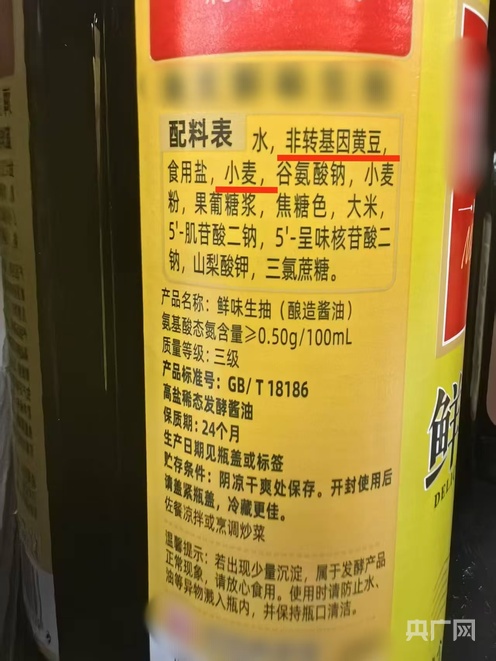 配料表 水，非转基因黄豆，
食用盐，小麦，谷氨酸钠，小麦
粉，果葡糖浆，焦糖色，大米，
5'-肌苷酸二钠，5'-呈味核苷酸二
钠，山梨酸钾，三氯蔗糖。
产品名称：鲜味生抽（酿造酱油）
氨基酸态氮含量≥0.50g/100mL
质量等级：三级
产品标准号：GB/T 18186
高盐稀态发酵酱油
保质期：24个月
生产日期见瓶盖或标签
贮存条件：阴凉干爽处保存。开封使用后
请盖紧瓶盖，冷藏更佳。
佐餐凉拌或烹调炒菜
温馨提示：若出现少量沉淀，属于发酵产品
正常现象，请放心食用。使用时请防止水、
油等异物溅入瓶内，并保持瓶口清洁。
鲜
DELI
央广网